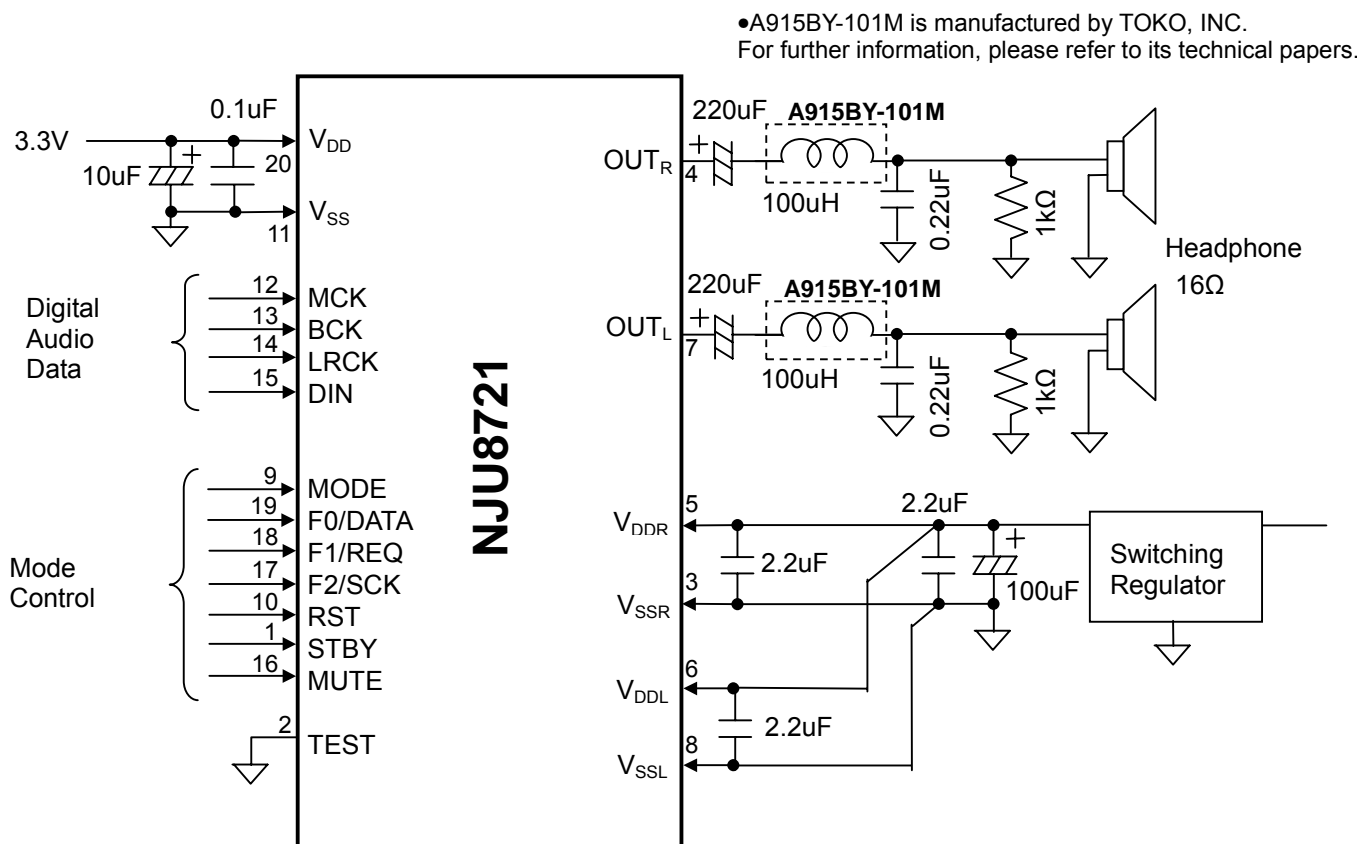 ●A915BY-101M is manufactured by TOKO, INC.
For further information, please refer to its technical papers.
0.1uF
3.3V
10uF
+
20
VDD
VSS
11
Digital
Audio
Data
12
MCK
13
BCK
14
LRCK
15
DIN
Mode
Control
9
MODE
19
F0/DATA
18
F1/REQ
17
F2/SCK
10
RST
1
STBY
16
MUTE
2
TEST
NJU8721
220uF
A915BY-101M
OUTR
+
4
100uH
0.22uF
1kΩ
Headphone
16Ω
220uF
A915BY-101M
OUTL
+
7
100uH
0.22uF
1kΩ
5
VDDR
2.2uF
2.2uF
+
100uF
Switching
Regulator
3
VSSR
6
VDDL
2.2uF
8
VSSL